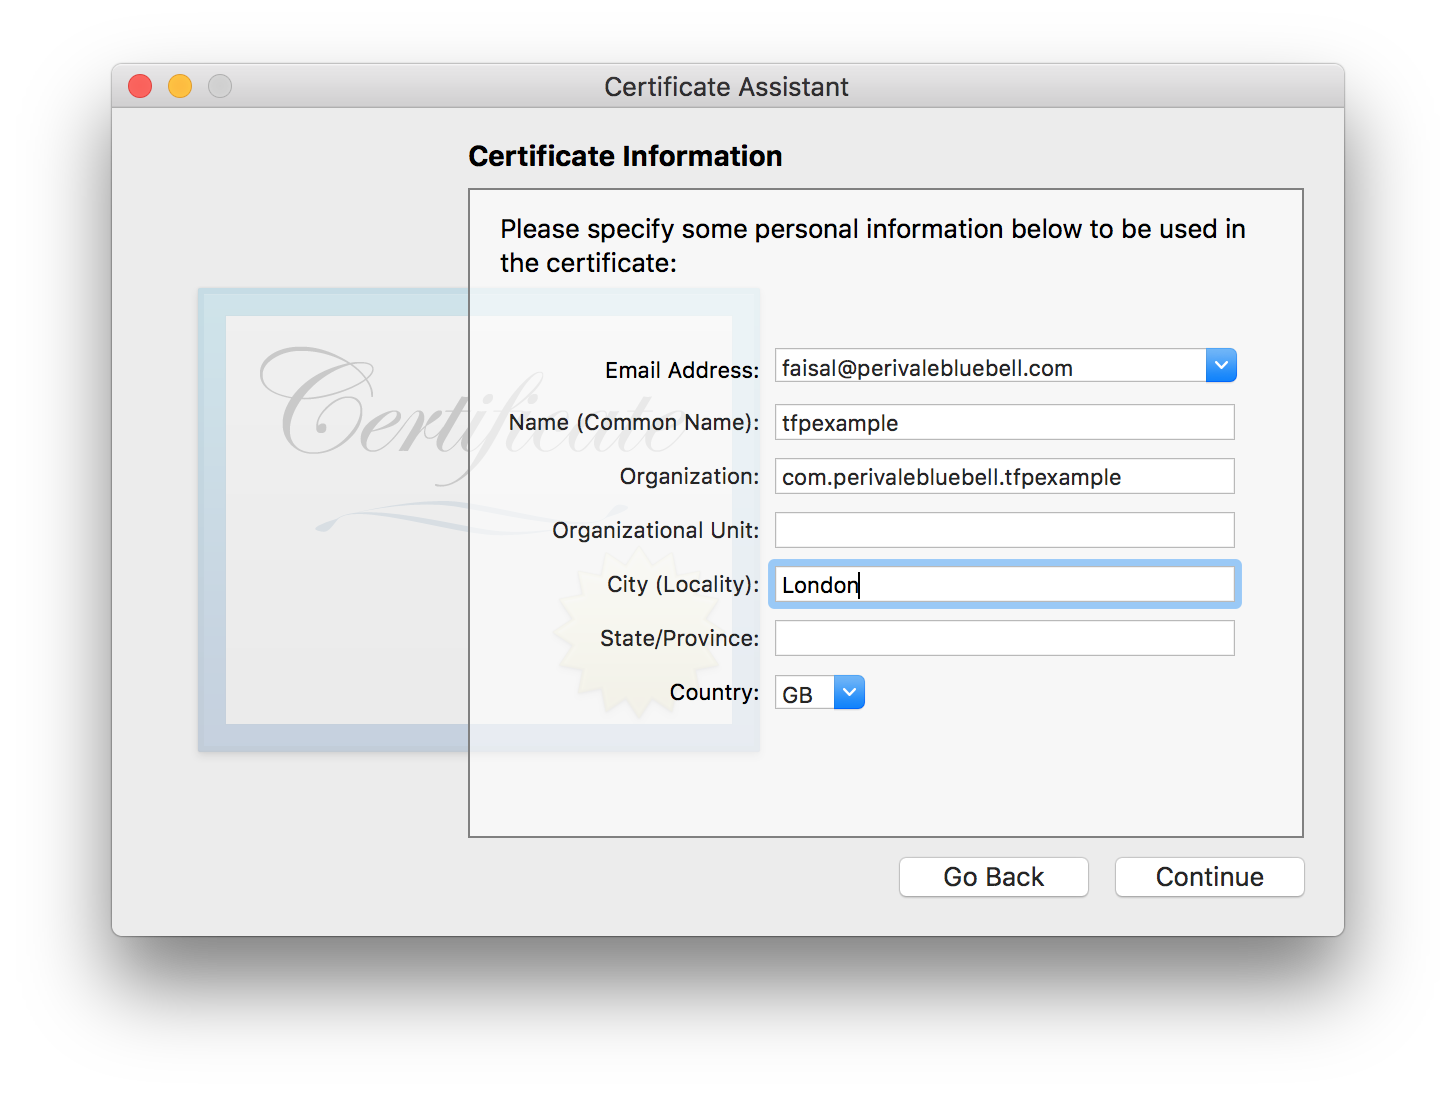 Certificate Assistant
Certificate Information
Please specify some personal information below to be used in
the certificate:
Certificate
Email Address: faisal@perivalebluebell.com
Name (Common Name): tfpexample
Organization: com.perivalebluebell.tfpexample
Organizational Unit:
City (Locality): London
State/Province:
Country: GB
Go Back Continue